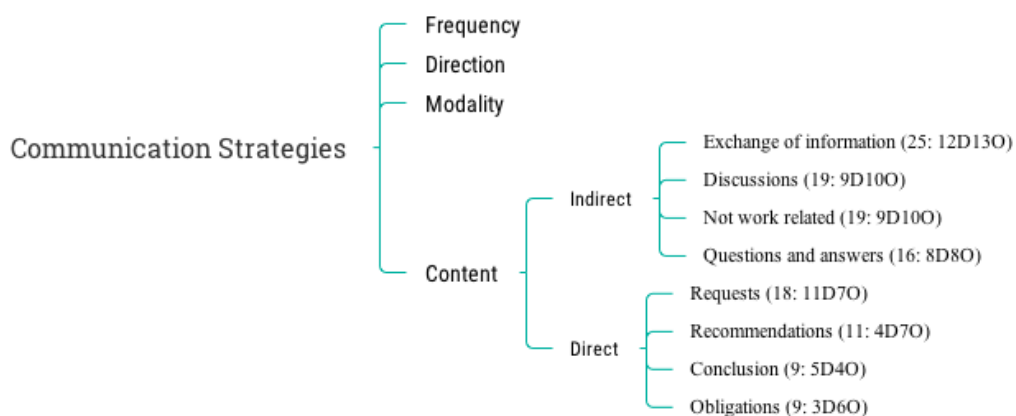 Communication Strategies
Frequency
Direction
Modality
Content
Indirect
Exchange of information (25: 12D13O)
Discussions (19: 9D10O)
Not work related (19: 9D10O)
Questions and answers (16: 8D8O)
Direct
Requests (18: 11D7O)
Recommendations (11: 4D7O)
Conclusion (9: 5D4O)
Obligations (9: 3D6O)